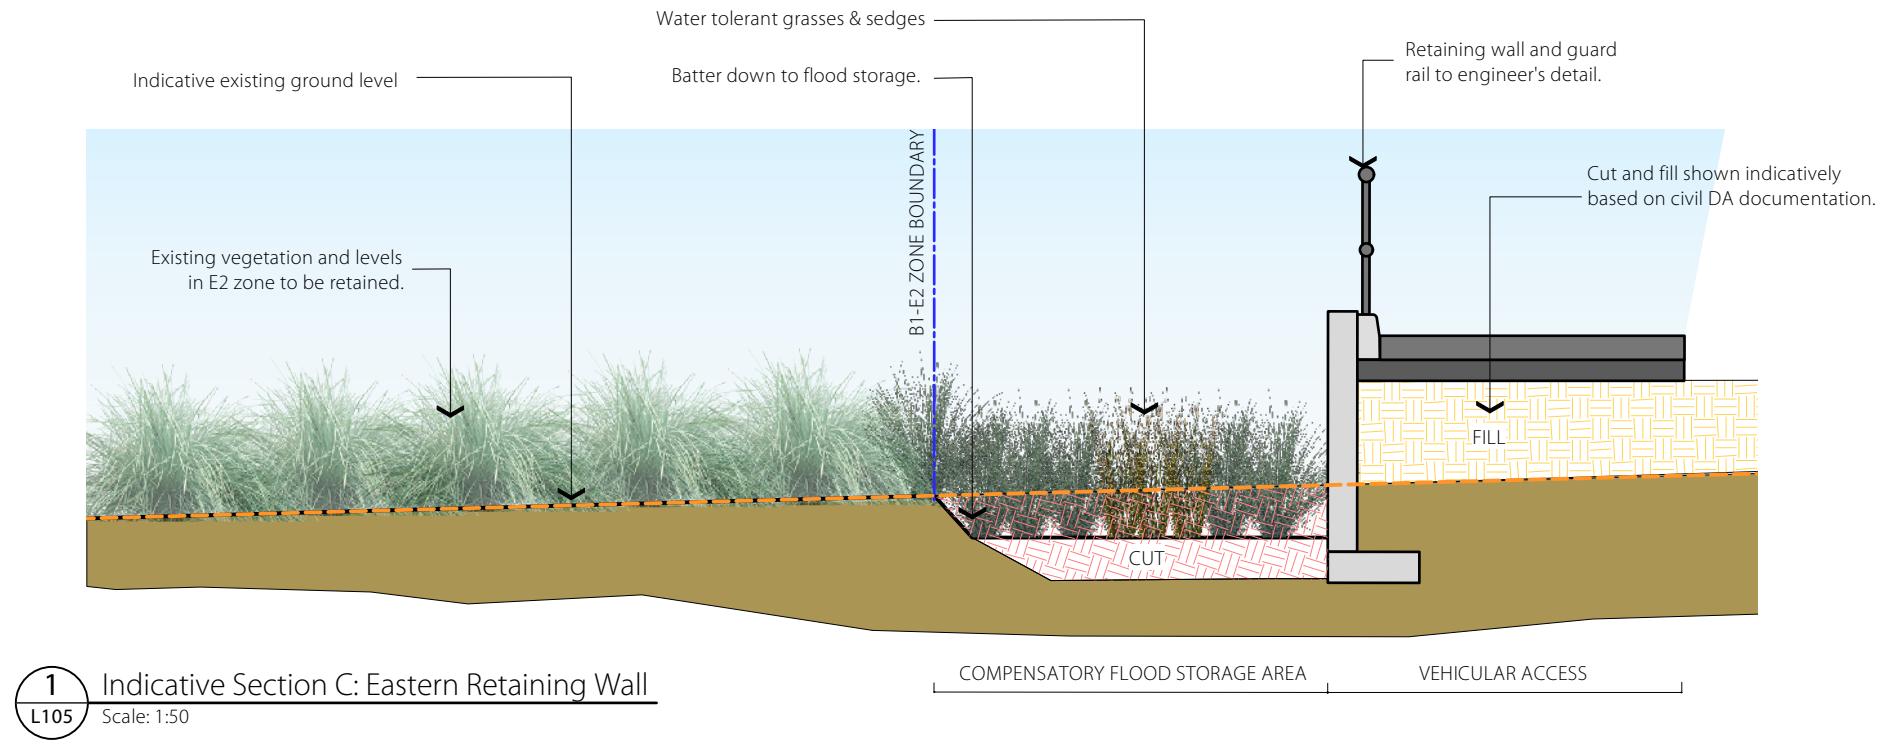 Water tolerant grasses & sedges
Batter down to flood storage.
Indicative existing ground level
Retaining wall and guard
rail to engineer's detail.
Cut and fill shown indicatively
based on civil DA documentation.
Existing vegetation and levels
in E2 zone to be retained.
B1-E2 ZONE BOUNDARY
FILL
CUT
COMPENSATORY FLOOD STORAGE AREA
VEHICULAR ACCESS
1
L105
Indicative Section C: Eastern Retaining Wall
Scale: 1:50